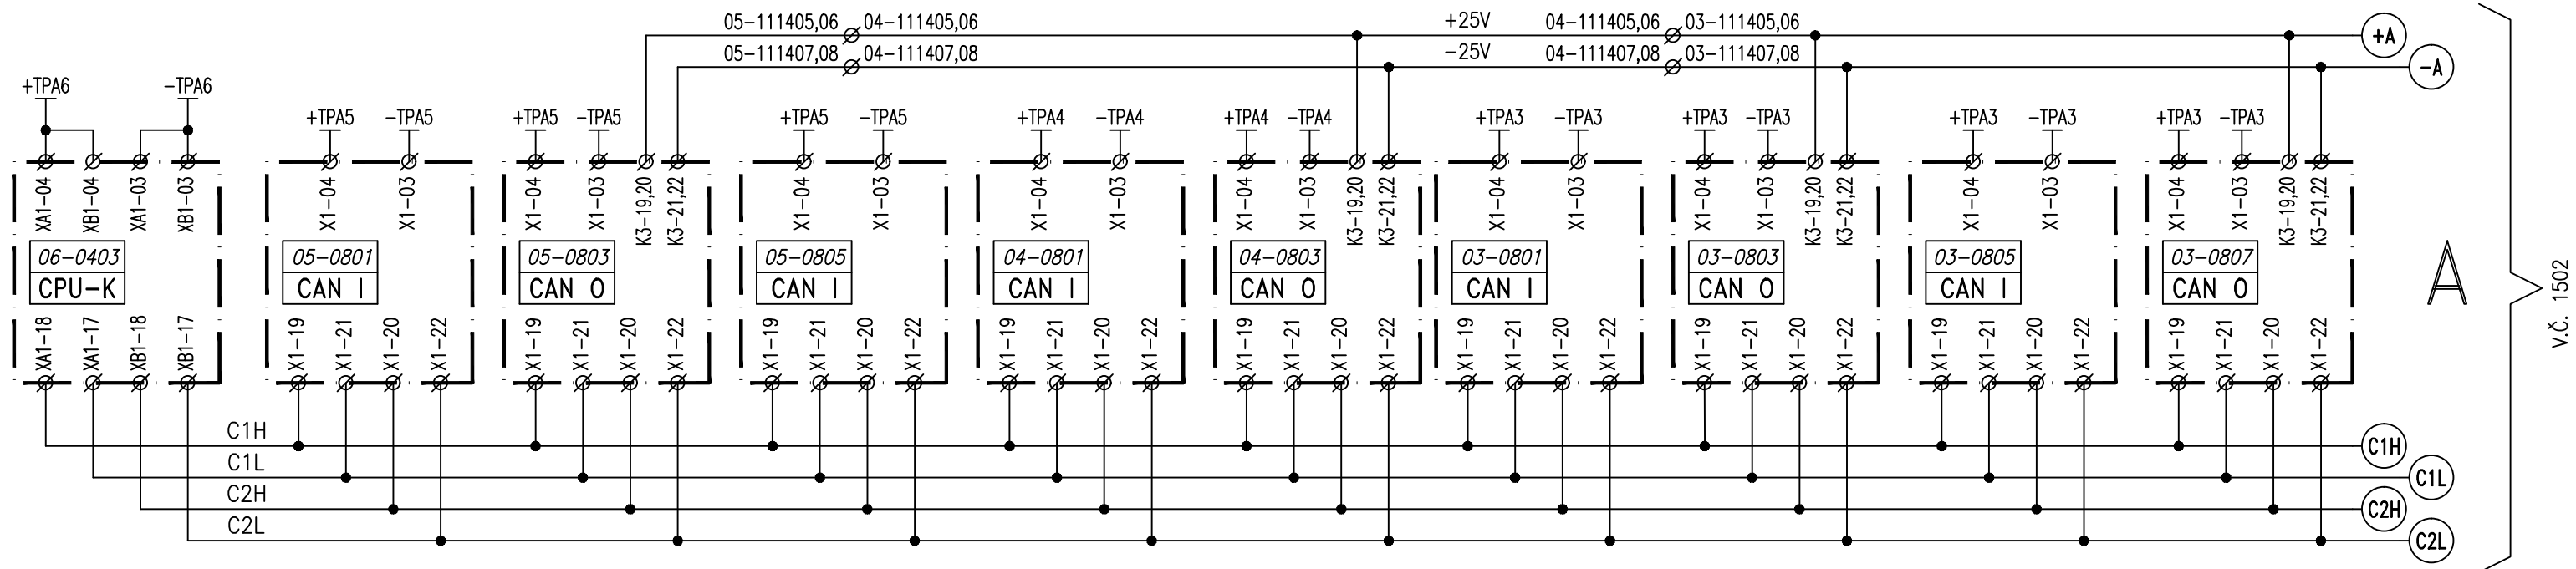 05-111405,06 04-111405,06 +25V 04-111405,06 03-111405,06 +A
05-111407,08 04-111407,08 -25V 04-111407,08 03-111407,08 -A
+TPA6 -TPA6
+TPA5 -TPA5 +TPA5 -TPA5 +TPA5 -TPA5 +TPA4 -TPA4 +TPA4 -TPA4 +TPA3 -TPA3 +TPA3 -TPA3 +TPA3 -TPA3 +TPA3 -TPA3
XA1-04 XB1-04 XA1-03 XB1-03 X1-04 X1-03 X1-04 X1-03 K3-19,20 K3-21,22 X1-04 X1-03 X1-04 X1-03 X1-04 X1-03 K3-19,20 K3-21,22 X1-04 X1-03 X1-04 X1-03 K3-19,20 K3-21,22 X1-04 X1-03 X1-04 X1-03 K3-19,20 K3-21,22
06-0403 05-0801 05-0803 05-0805 04-0801 04-0803 03-0801 03-0803 03-0805 03-0807
CPU-K CAN I CAN O CAN I CAN I CAN O CAN I CAN O CAN I CAN O
A
V.Č. 1502
XA1-18 XA1-17 XB1-18 XB1-17 X1-19 X1-21 X1-20 X1-22 X1-19 X1-21 X1-20 X1-22 X1-19 X1-21 X1-20 X1-22 X1-19 X1-21 X1-20 X1-22 X1-19 X1-21 X1-20 X1-22 X1-19 X1-21 X1-20 X1-22 X1-19 X1-21 X1-20 X1-22 X1-19 X1-21 X1-20 X1-22 X1-19 X1-21 X1-20 X1-22
C1H C1H
C1L C1L
C2H C2H
C2L C2L